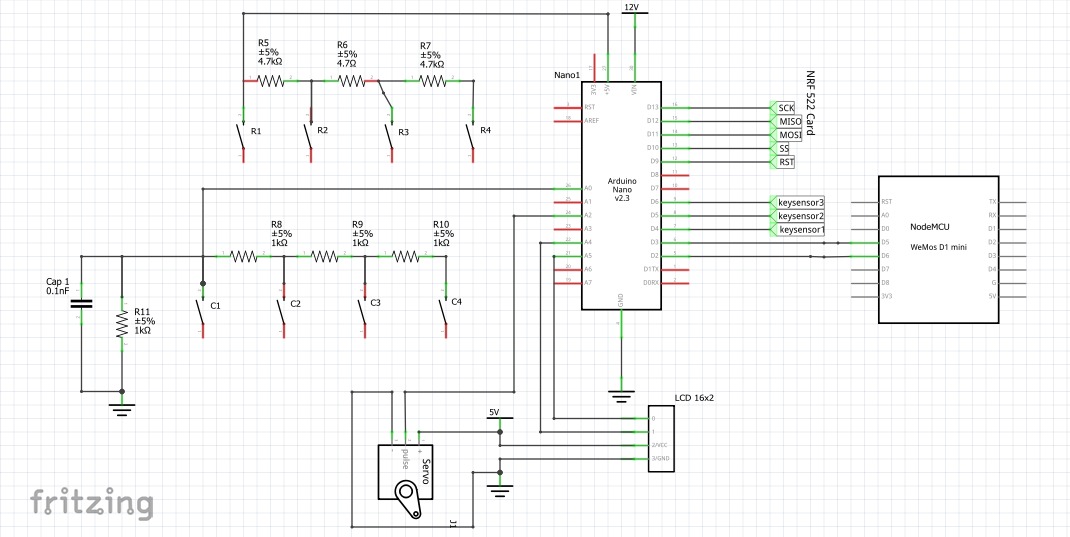 12V
R5
±5%
4.7kΩ
R6
±5%
4.7Ω
R7
±5%
4.7kΩ
R1
R2
R3
R4
Nano1
+5V
VIN
RST
AREF
A0
A1
A2
A3
A4
A5
A6
A7
Arduino
Nano
v2.3
D13
D12
D11
D10
D9
D8
D7
D6
D5
D4
D3
D2
D1TX
D0RX
GND
NRF 522 Card
SCK
MISO
MOSI
SS
RST
keysensor3
keysensor2
keysensor1
NodeMCU
WeMos D1 mini
RST
A0
D0
D5
D6
D7
D8
3V3
TX
RX
D1
D2
D3
D4
G
5V
R8
±5%
1kΩ
R9
±5%
1kΩ
R10
±5%
1kΩ
Cap 1
0.1nF
R11
±5%
1kΩ
C1
C2
C3
C4
LCD 16x2
0
1
2/VCC
3/GND
5V
pulse
Servo
J1
fritzing